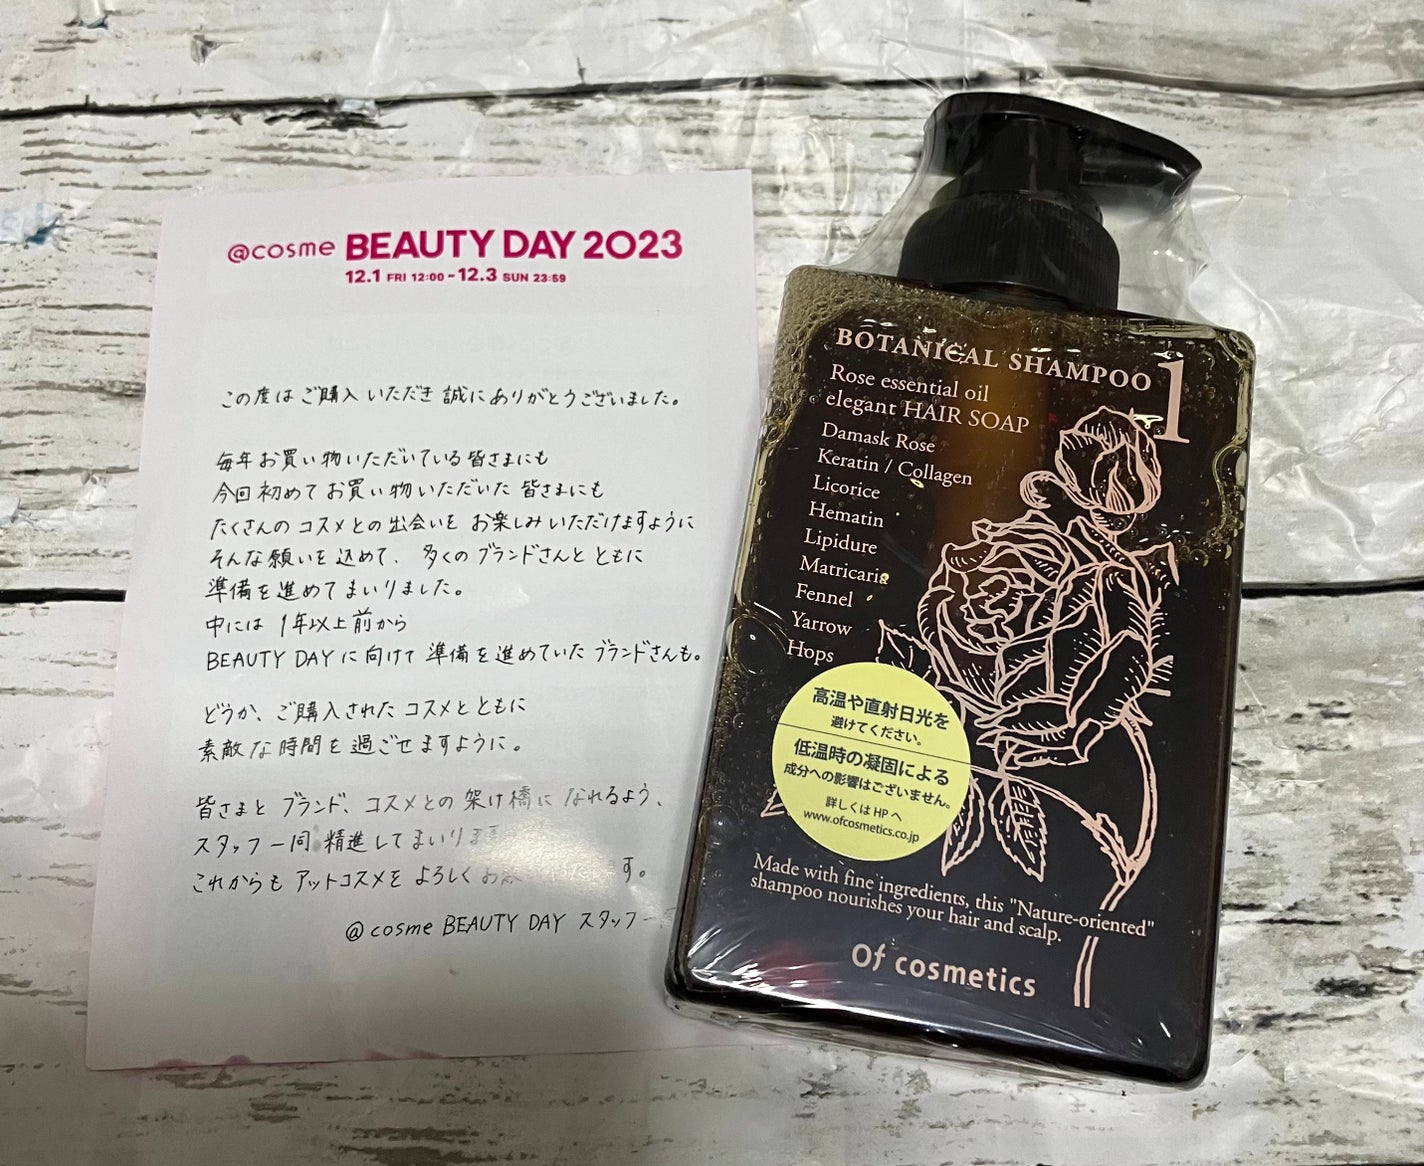 @cosme BEAUTY DAY 2023
12.1 FRI 12:00 - 12.3 SUN 23:59
この度は ご購入 いただき 誠にありがとうございました。
毎年 お買い物いただいている皆さまにも
今回 初めて お買い物いただいた 皆さまにも
たくさんの コスメとの 出会いを お楽しみいただけますように
そんな願いを 込めて、 多くの ブランドさんと ともに
準備を進めてまいりました。
中には 1年以上前から
BEAUTY DAYに 向けて 準備を進めていた ブランドさんも。
どうか、ご購入された コスメとともに
素敵な時間を 過ごせますように。
皆さまと ブランド、コスメとの 架け橋に なれるよう、
スタッフ一同 精進してまいります
これからも アットコスメを よろしく お す。
@cosme BEAUTY DAY スタッフ一
BOTANICAL SHAMPOO 1
Rose essential oil
elegant HAIR SOAP
Damask Rose
Keratin / Collagen
Licorice
Hematin
Lipidure
Matricaria
Fennel
Yarrow
Hops
高温や直射日光を
避けてください。
低温時の凝固による
成分への影響はございません。
詳しくは HP へ
www.ofcosmetics.co.jp
Made with fine ingredients, this "Nature-oriented"
shampoo nourishes your hair and scalp.
Of cosmetics